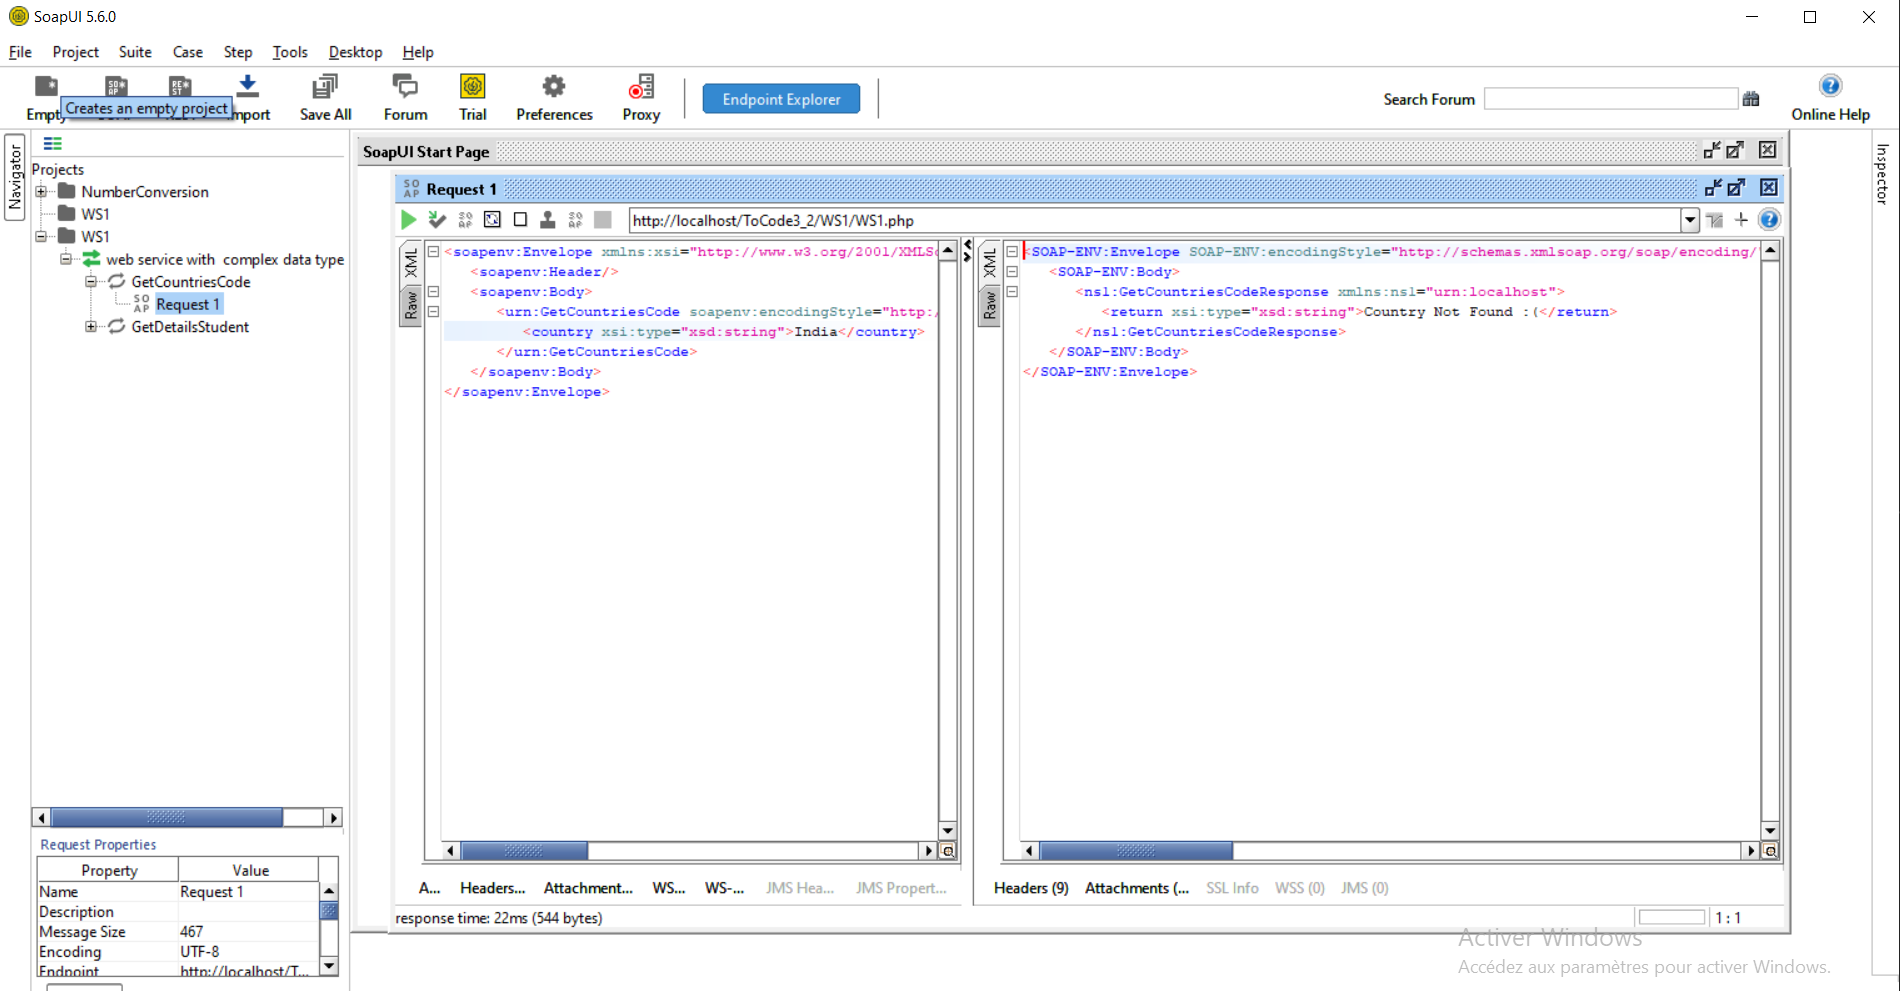 SoapUI 5.6.0
File Project Suite Case Step Tools Desktop Help
Creates an empty project
Save All Forum Trial Preferences Proxy
Endpoint Explorer
Search Forum
Online Help
Navigator
Inspector
Projects
NumberConversion
WS1
WS1
web service with complex data type
GetCountriesCode
SOAP Request 1
GetDetailsStudent
SoapUI Start Page
SOAP Request 1
http://localhost/ToCode3_2/WS1/WS1.php
XML
Raw
<soapenv:Envelope xmlns:xsi="http://www.w3.org/2001/XMLS
<soapenv:Header/>
<soapenv:Body>
<urn:GetCountriesCode soapenv:encodingStyle="http:/
<country xsi:type="xsd:string">India</country>
</urn:GetCountriesCode>
</soapenv:Body>
</soapenv:Envelope>
XML
Raw
<SOAP-ENV:Envelope SOAP-ENV:encodingStyle="http://schemas.xmlsoap.org/soap/encoding/
<SOAP-ENV:Body>
<ns1:GetCountriesCodeResponse xmlns:ns1="urn:localhost">
<return xsi:type="xsd:string">Country Not Found :(</return>
</ns1:GetCountriesCodeResponse>
</SOAP-ENV:Body>
</SOAP-ENV:Envelope>
A... Headers... Attachment... WS... WS-... JMS Hea... JMS Propert...
Headers (9) Attachments (... SSL Info WSS (0) JMS (0)
response time: 22ms (544 bytes)
1 : 1
Request Properties
Property Value
Name Request 1
Description
Message Size 467
Encoding UTF-8
Endpoint http://localhost/T...
Activer Windows
Accédez aux paramètres pour activer Windows.